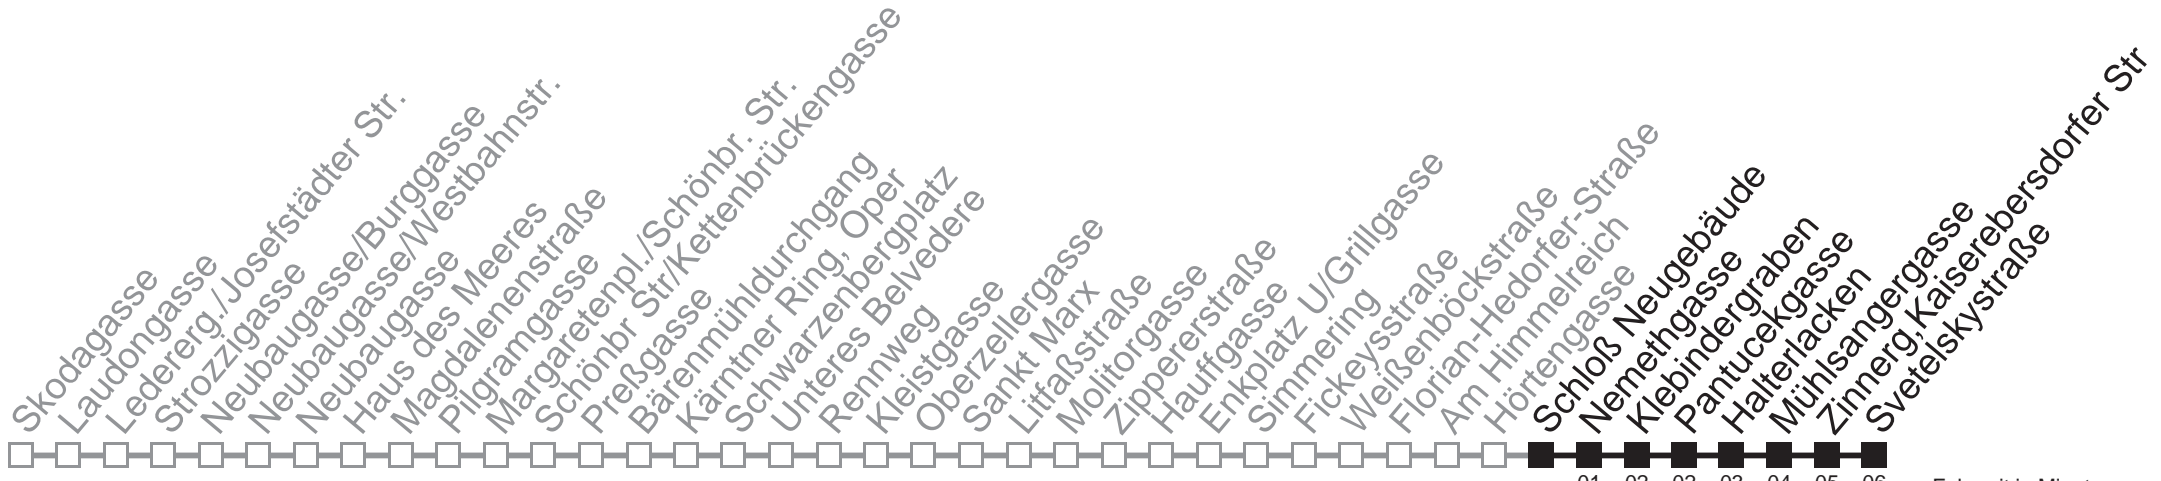 Skodagasse
Laudongasse
Ledererg./Josefstädter Str.
Strozzigasse
Neubaugasse/Burggasse
Neubaugasse/Westbahnstr.
Neubaugasse
Haus des Meeres
Magdalenenstraße
Pilgramgasse
Margaretenpl./Schönbr. Str.
Schönbr Str/Kettenbrückengasse
Preßgasse
Bärenmühldurchgang
Kärntner Ring, Oper
Schwarzenbergplatz
Unteres Belvedere
Rennweg
Kleistgasse
Oberzellergasse
Sankt Marx
Litfaßstraße
Molitorgasse
Zippererstraße
Hauffgasse
Enkplatz U/Grillgasse
Simmering
Fickeysstraße
Weißenböckstraße
Florian-Hedorfer-Straße
Am Himmelreich
Hörtengasse
Schloß Neugebäude
Nemethgasse
Klebindergraben
Pantucekgasse
Halterlacken
Mühlsangergasse
Zinnerg,Kaiserebersdorfer Str
Svetelskystraße